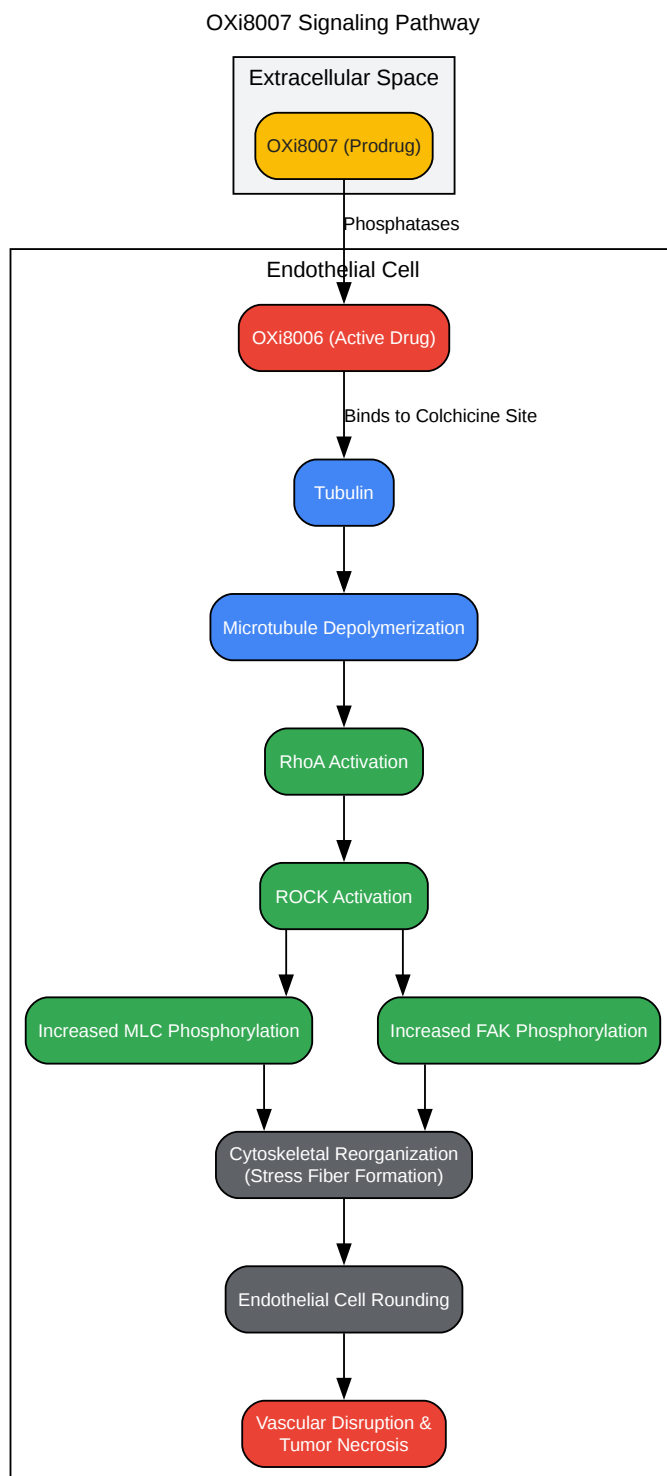 OXi8007 Signaling Pathway
Extracellular Space
OXi8007 (Prodrug)
Phosphatases
Endothelial Cell
OXi8006 (Active Drug)
Binds to Colchicine Site
Tubulin
Microtubule Depolymerization
RhoA Activation
ROCK Activation
Increased MLC Phosphorylation
Increased FAK Phosphorylation
Cytoskeletal Reorganization
(Stress Fiber Formation)
Endothelial Cell Rounding
Vascular Disruption &
Tumor Necrosis